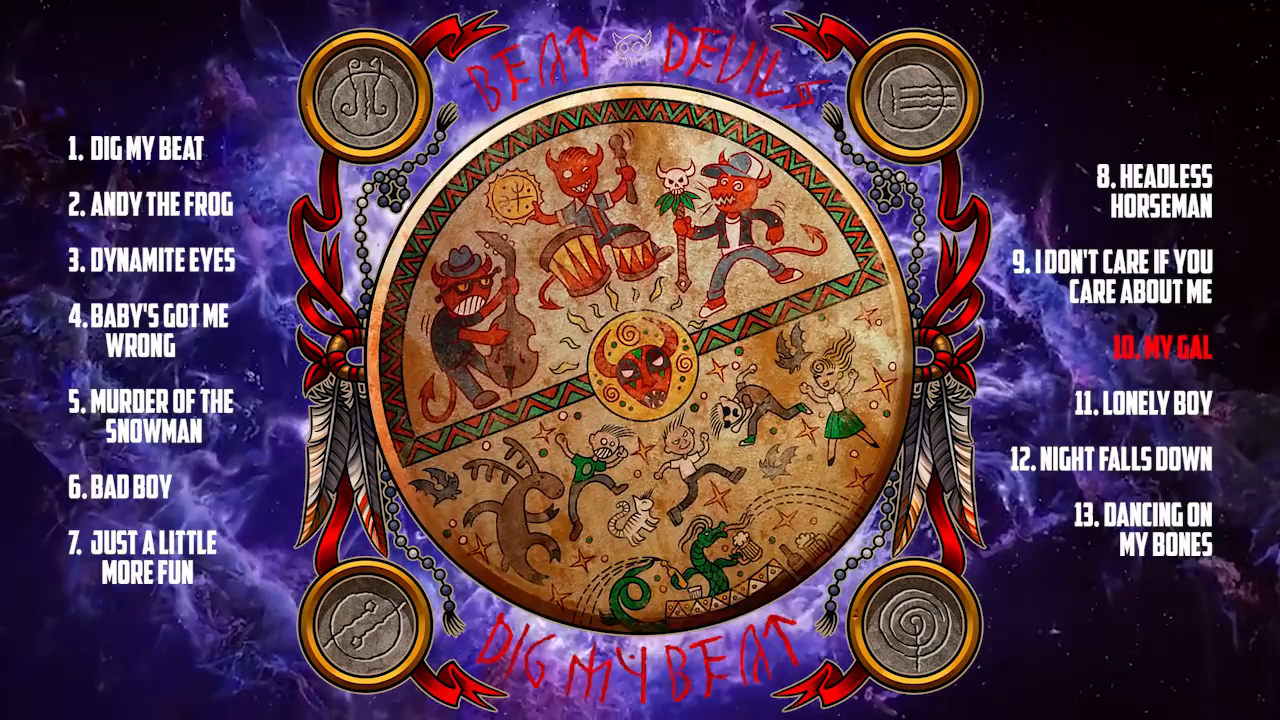 BEAT DEVILS
1. DIG MY BEAT
2. ANDY THE FROG
3. DYNAMITE EYES
4. BABY'S GOT ME
WRONG
5. MURDER OF THE
SNOWMAN
6. BAD BOY
7. JUST A LITTLE
MORE FUN
8. HEADLESS
HORSEMAN
9. I DON'T CARE IF YOU
CARE ABOUT ME
10. MY GAL
11. LONELY BOY
12. NIGHT FALLS DOWN
13. DANCING ON
MY BONES
DIG MY BEAT